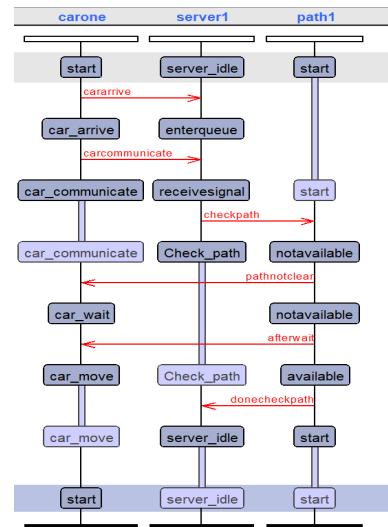 carone server1 path1
start server_idle start
cararrive
car_arrive enterqueue
carcommunicate
car_communicate receivesignal start
checkpath
car_communicate Check_path notavailable
pathnotclear
car_wait notavailable
afterwait
car_move Check_path available
donecheckpath
car_move server_idle start
start server_idle start